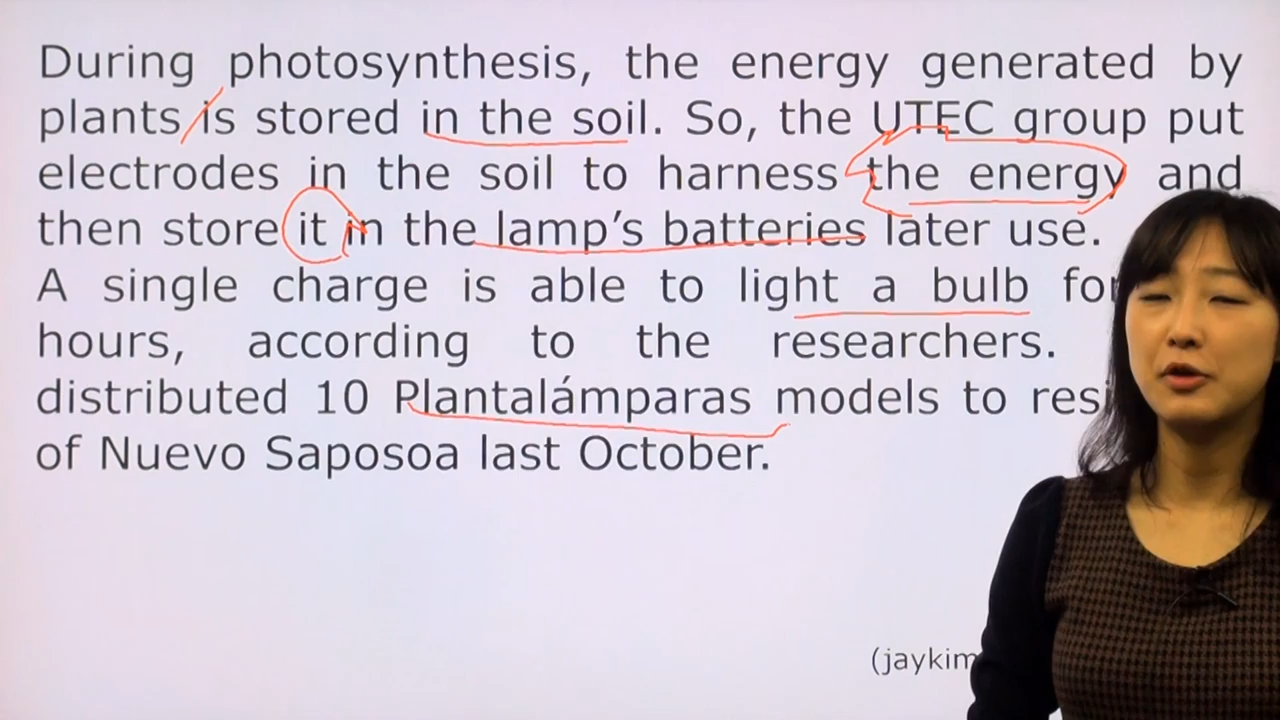 During photosynthesis, the energy generated by
plants is stored in the soil. So, the UTEC group put
electrodes in the soil to harness the energy and
then store it in the lamp's batteries later use.
A single charge is able to light a bulb for
hours, according to the researchers.
distributed 10 Plantalámparas models to
of Nuevo Saposoa last October.
(jaykim